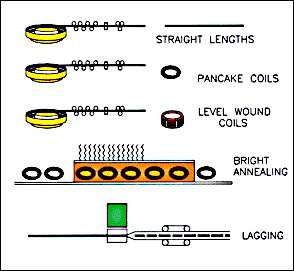 STRAIGHT LENGTHS
PANCAKE COILS
LEVEL WOUND
COILS
BRIGHT
ANNEALING
LAGGING